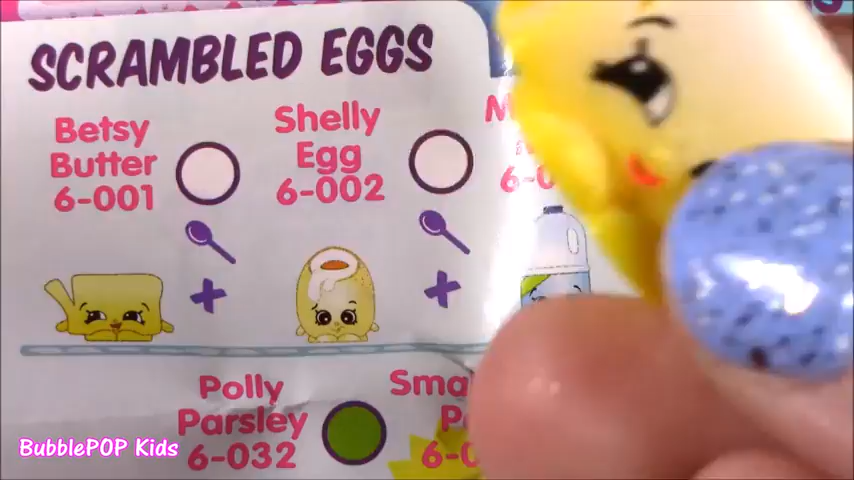 SCRAMBLED EGGS
Betsy
Butter
6-001
Shelly
Egg
6-002
Polly
Parsley
6-032
BubblePOP Kids